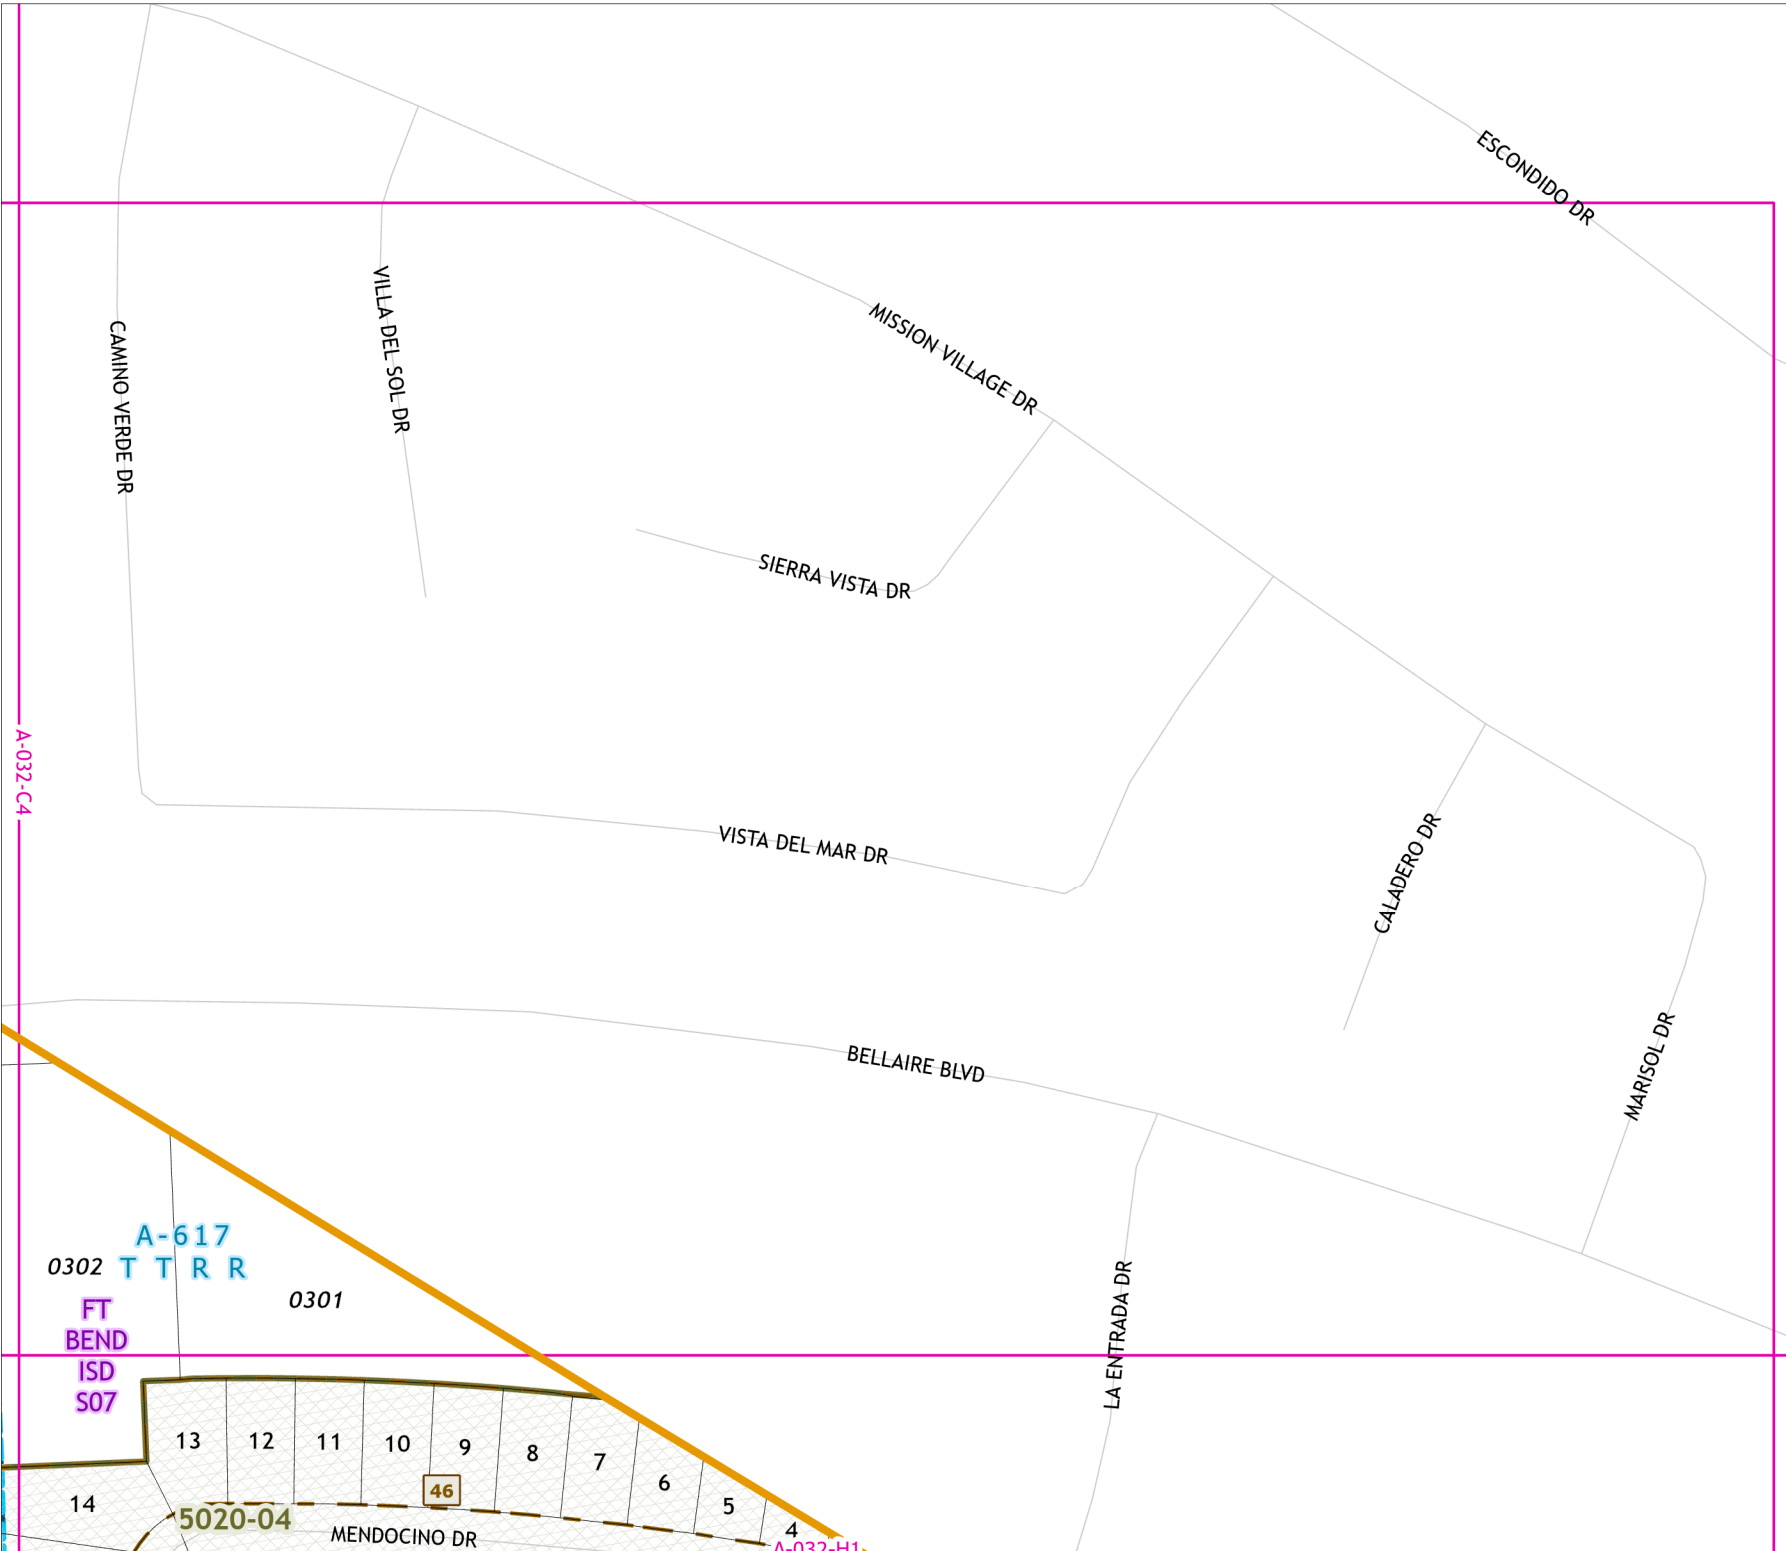 ESCONDIDO DR
MISSION VILLAGE DR
VILLA DEL SOL DR
CAMINO VERDE DR
SIERRA VISTA DR
A-032-C4
VISTA DEL MAR DR
CALADERO DR
BELLAIRE BLVD
MARISOL DR
A-617
T T R R
0302
0301
LA ENTRADA DR
FT
BEND
ISD
S07
13
12
11
10
9
8
7
6
5
4
46
14
5020-04
MENDOCINO DR
A-032-H1